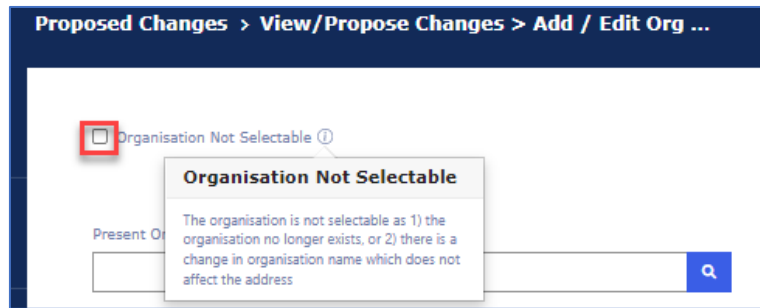 Proposed Changes > View/Propose Changes > Add / Edit Org ...
Organisation Not Selectable
Organisation Not Selectable
The organisation is not selectable as 1) the
organisation no longer exists, or 2) there is a
change in organisation name which does not
affect the address
Present Or